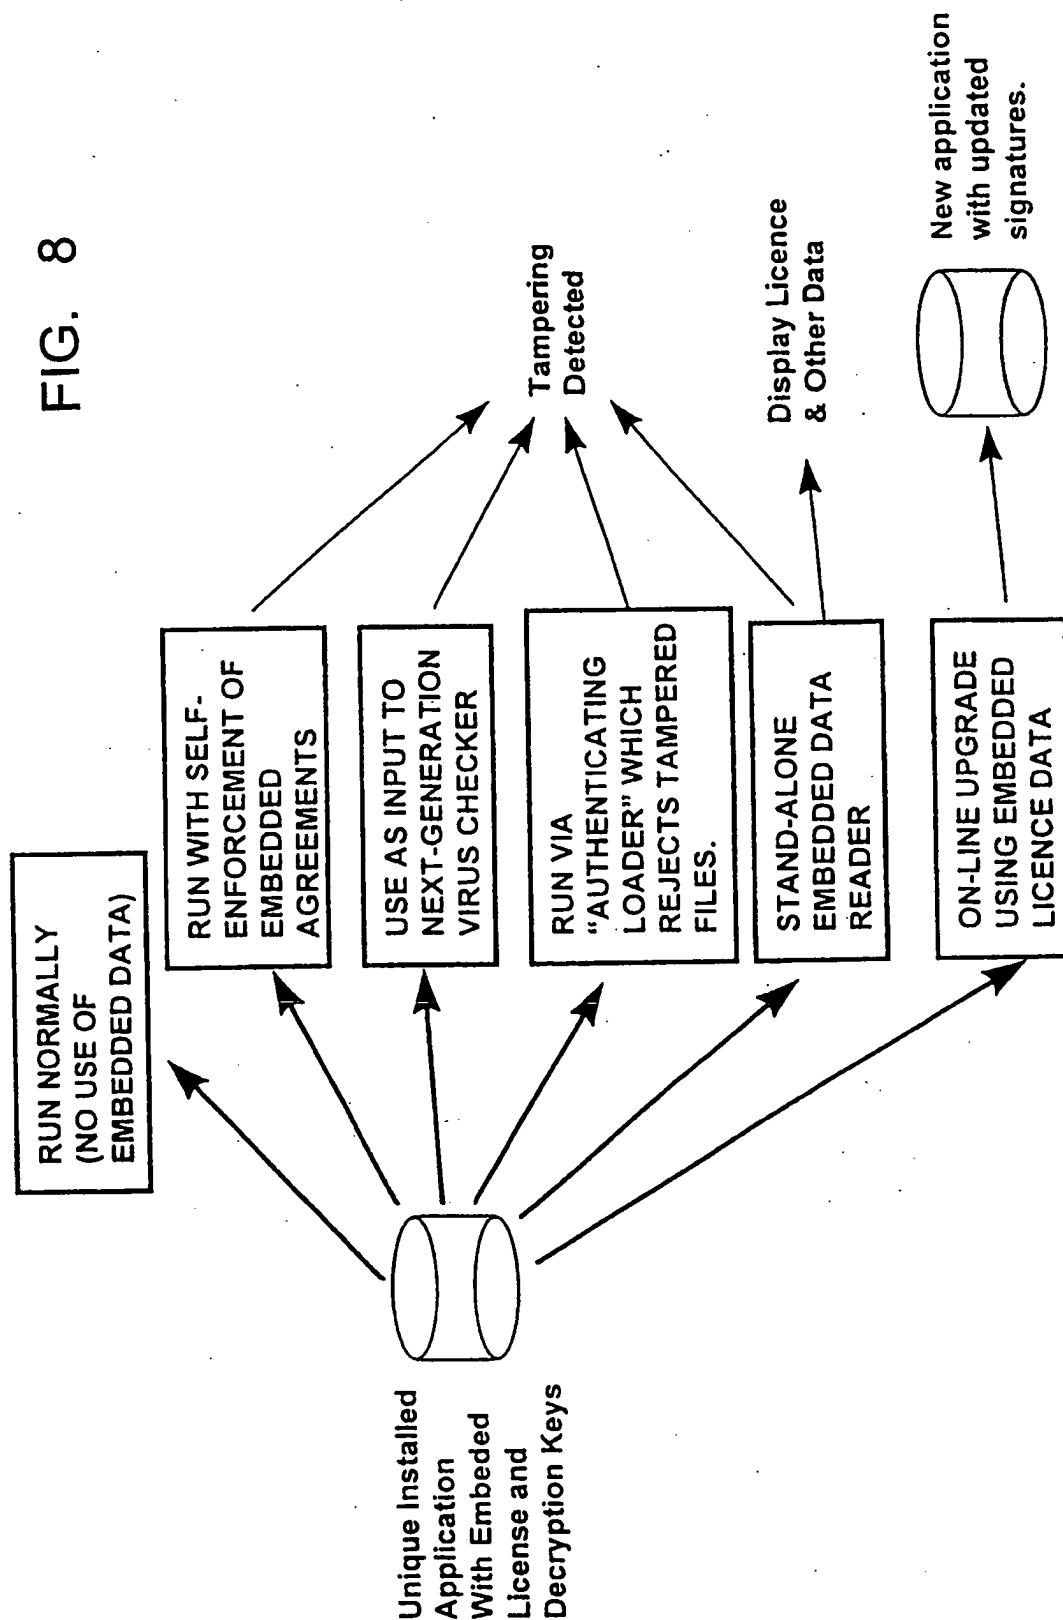 FIG. 8
Unique Installed
Application
With Embeded
License and
Decryption Keys
RUN NORMALLY
(NO USE OF
EMBEDDED DATA)
RUN WITH SELF-
ENFORCEMENT OF
EMBEDDED
AGREEMENTS
USE AS INPUT TO
NEXT-GENERATION
VIRUS CHECKER
RUN VIA
“AUTHENTICATING
LOADER” WHICH
REJECTS TAMPERED
FILES.
STAND-ALONE
EMBEDDED DATA
READER
ON-LINE UPGRADE
USING EMBEDDED
LICENCE DATA
Tampering
Detected
Display Licence
& Other Data
New application
with updated
signatures.